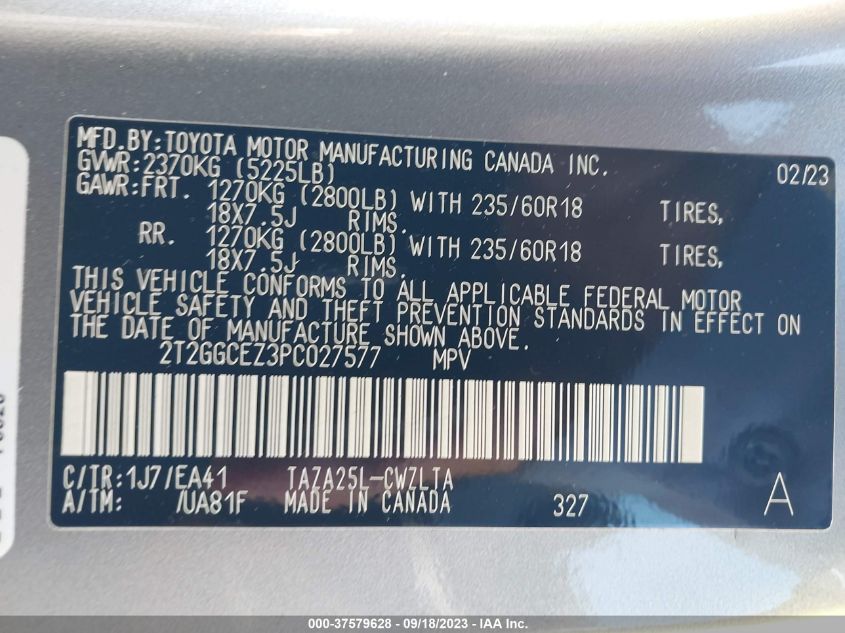 MFD.BY:TOYOTA MOTOR MANUFACTURING CANADA INC.
GVWR:2370KG (5225LB) 02/23
GAWR:FRT. 1270KG (2800LB) WITH 235/60R18 TIRES,
18X7.5J RIMS.
RR. 1270KG (2800LB) WITH 235/60R18 TIRES,
18X7.5J RIMS.
THIS VEHICLE CONFORMS TO ALL APPLICABLE FEDERAL MOTOR
VEHICLE SAFETY AND THEFT PREVENTION STANDARDS IN EFFECT ON
THE DATE OF MANUFACTURE SHOWN ABOVE.
2T2GGCEZ3PC027577 MPV
C/TR:1J7/EA41 TAZA25L-CWZLTA
A/TM: /UA81F MADE IN CANADA 327 A
000-37579628 - 09/18/2023 - IAA Inc.